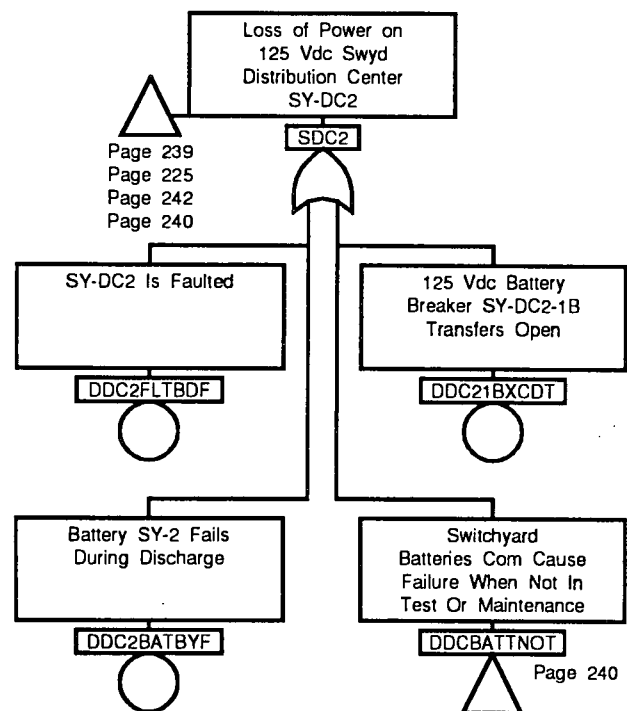 Loss of Power on
125 Vdc Swyd
Distribution Center
SY-DC2
SDC2
Page 239
Page 225
Page 242
Page 240
SY-DC2 Is Faulted
DDC2FLTBDF
125 Vdc Battery
Breaker SY-DC2-1B
Transfers Open
DDC21BXCDT
Battery SY-2 Fails
During Discharge
DDC2BATBYF
Switchyard
Batteries Com Cause
Failure When Not In
Test Or Maintenance
DDCBATTNOT
Page 240